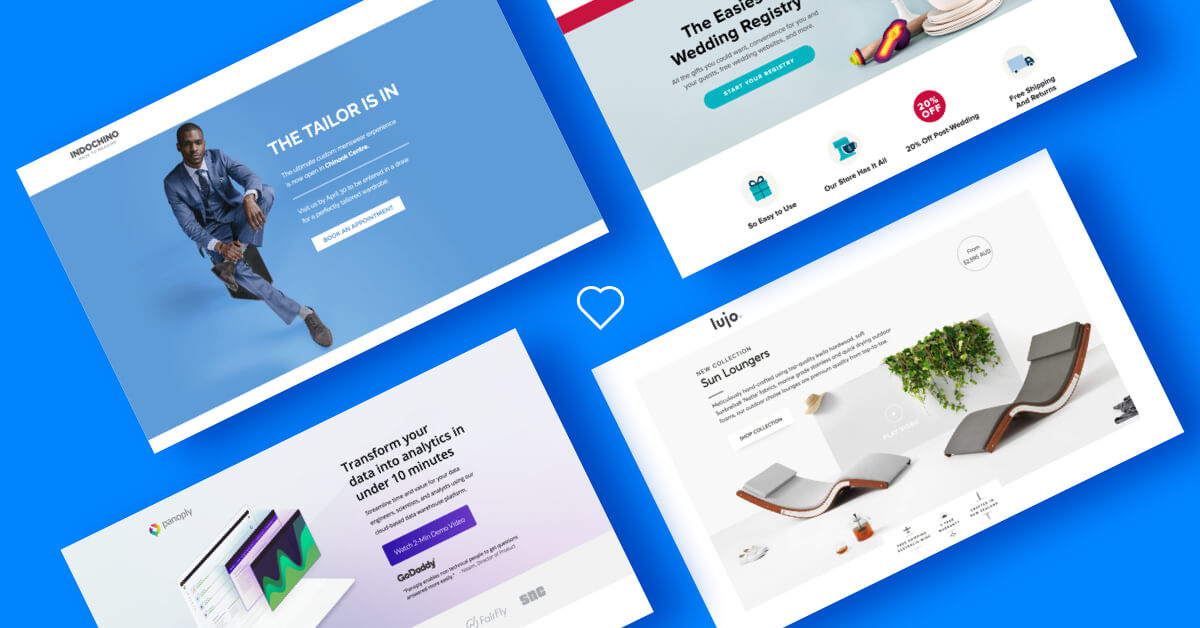 INDOCHINO
MADE TO MEASURE
THE TAILOR IS IN
The ultimate custom menswear experience
is now open in Chinook Centre.
Visit us by April 30 to be entered in a draw
for a perfectly tailored wardrobe.
BOOK AN APPOINTMENT
The Easies
Wedding Registry
All the gifts you could want, convenience for you and
your guests, free wedding websites, and more.
START YOUR REGISTRY
So Easy to Use
Our Store Has It All
20%
OFF
20% Off Post-Wedding
Free Shipping
And Returns
panoply
Transform your
data into analytics in
under 10 minutes
Streamline time and value for your data
engineers, scientists, and analysts using our
cloud-based data warehouse platform.
Watch 2-Min Demo Video
GoDaddy
"Panoply enables non technical people to get questions
answered more easily." - Nissim, Director of Product
FairFly
snc
lujo
From
$2,595 AUD
NEW COLLECTION
Sun Loungers
Meticulously hand-crafted using top-quality kwila hardwood, soft
Sunbrella® 'Natte' fabrics, marine grade stainless and quick drying outdoor
foams, our outdoor chaise lounges are premium quality from top-to-toe.
SHOP COLLECTION
PLAY VIDEO
FREE SHIPPING
AUSTRALIA-WIDE
WARRANTY
CRAFTED IN
NEW ZEALAND